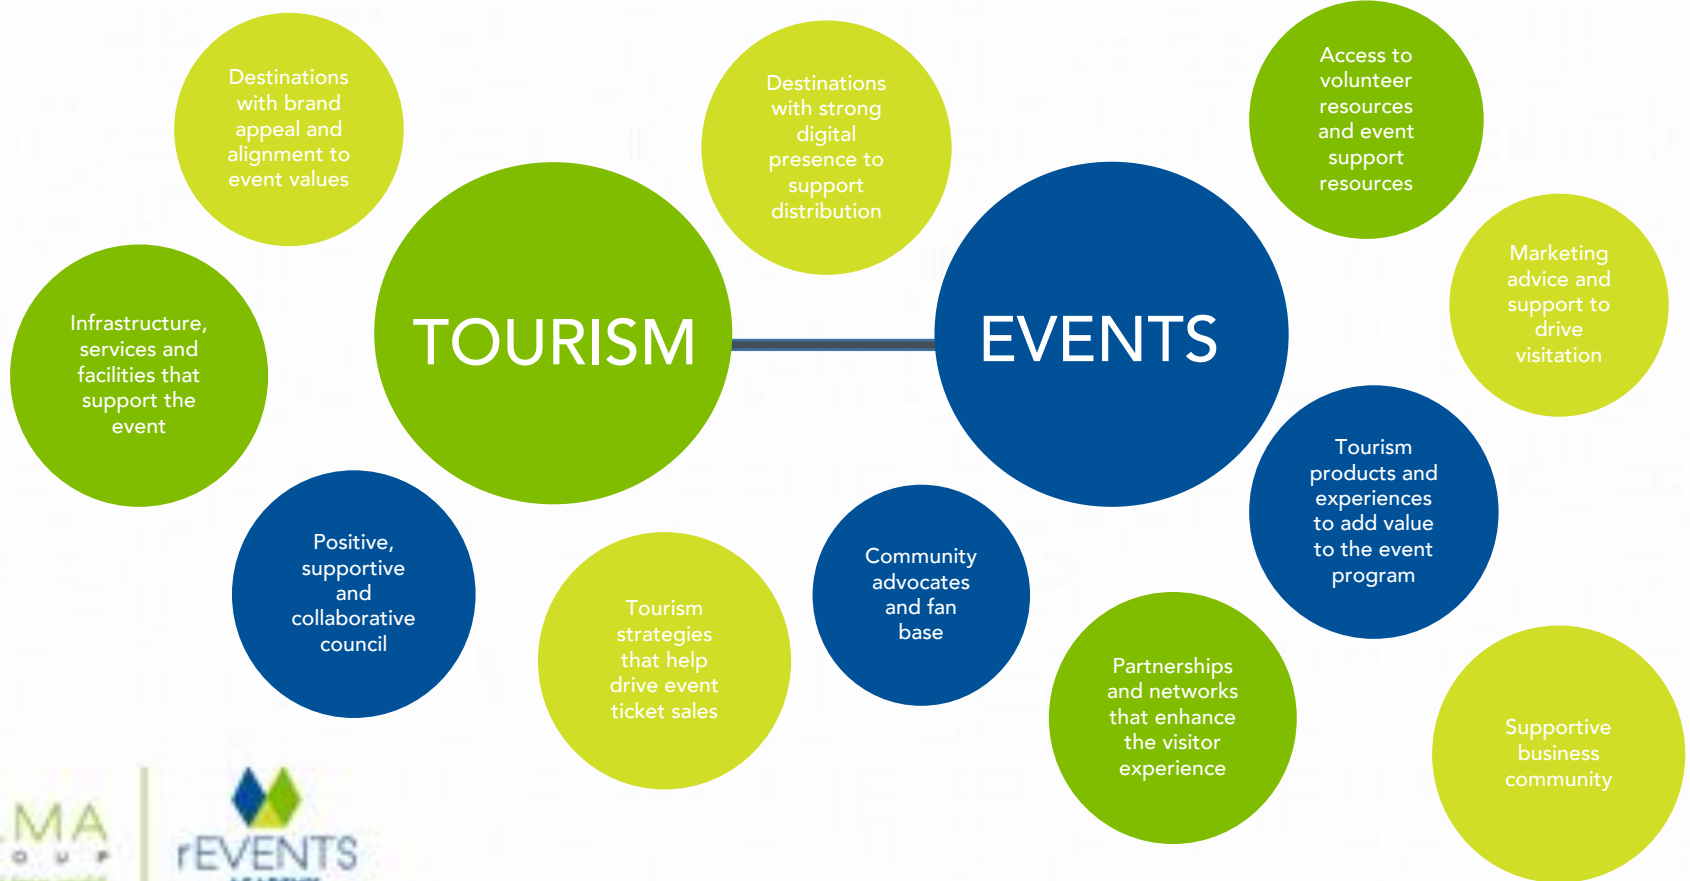 Destinations
with brand
appeal and
alignment to
event values
Destinations
with strong
digital
presence to
support
distribution
Access to
volunteer
resources
and event
support
resources
Marketing
advice and
support to
drive
visitation
Infrastructure,
services and
facilities that
support the
event
TOURISM
EVENTS
Tourism
products and
experiences
to add value
to the event
program
Positive,
supportive
and
collaborative
council
Tourism
strategies
that help
drive event
ticket sales
Community
advocates
and fan
base
Partnerships
and networks
that enhance
the visitor
experience
Supportive
business
community
rEVENTS